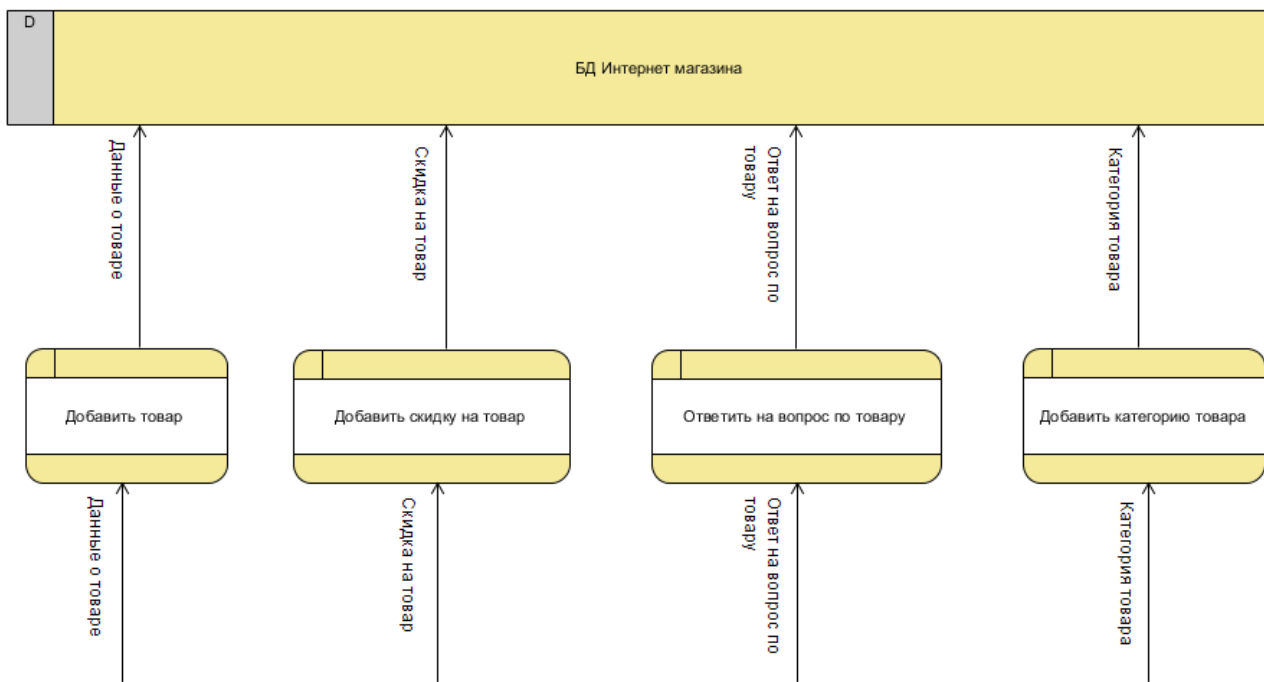 D
БД Интернет магазина
Данные о товаре
Скидка на товар
Ответ на вопрос по
товару
Категория товара
Добавить товар
Добавить скидку на товар
Ответить на вопрос по товару
Добавить категорию товара
Данные о товаре
Скидка на товар
Ответ на вопрос по
товару
Категория товара